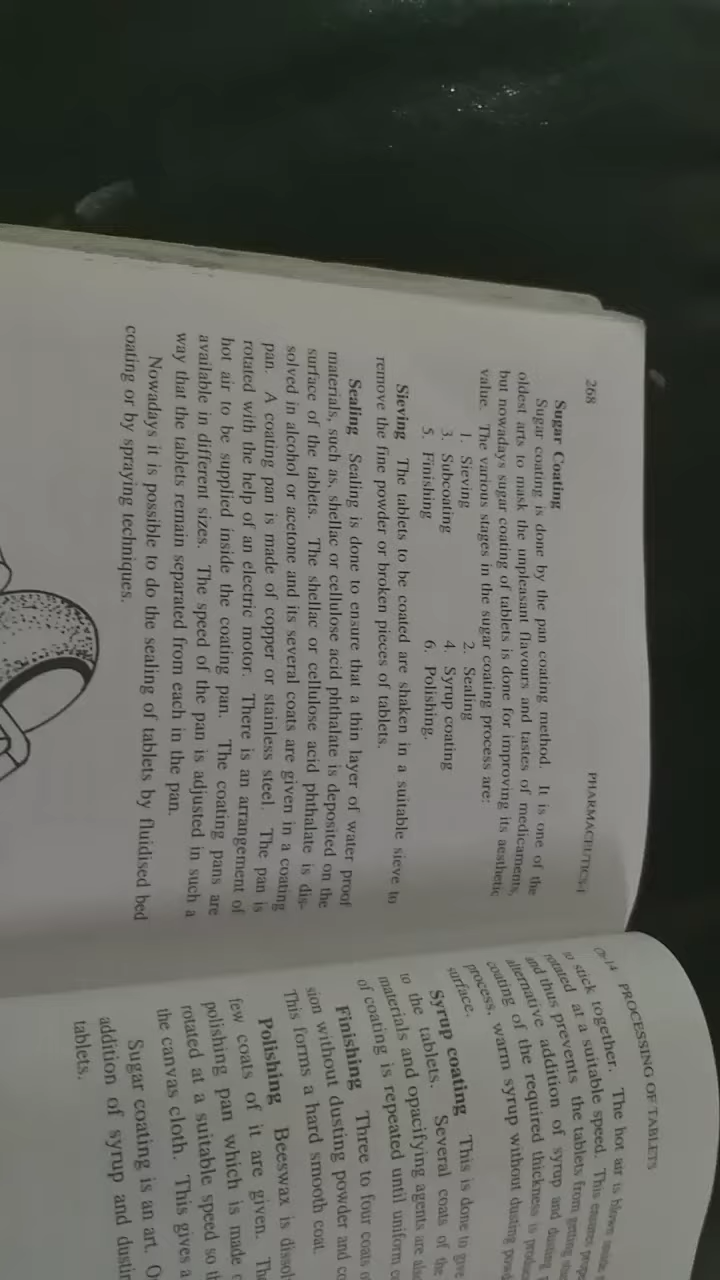 268 PHARMACEUTICS-I
Sugar Coating
Sugar coating is done by the pan coating method. It is one of the
oldest arts to mask the unpleasant flavours and tastes of medicaments,
but nowadays sugar coating of tablets is done for improving its aesthetic
value. The various stages in the sugar coating process are:
1. Sieving 2. Sealing
3. Subcoating 4. Syrup coating
5. Finishing 6. Polishing.
Sieving The tablets to be coated are shaken in a suitable sieve to
remove the fine powder or broken pieces of tablets.
Sealing Sealing is done to ensure that a thin layer of water proof
materials, such as, shellac or cellulose acid phthalate is deposited on the
surface of the tablets. The shellac or cellulose acid phthalate is dis-
solved in alcohol or acetone and its several coats are given in a coating
pan. A coating pan is made of copper or stainless steel. The pan is
rotated with the help of an electric motor. There is an arrangement of
hot air to be supplied inside the coating pan. The coating pans are
available in different sizes. The speed of the pan is adjusted in such a
way that the tablets remain separated from each in the pan.
Nowadays it is possible to do the sealing of tablets by fluidised bed
coating or by spraying techniques.
Ch-14 PROCESSING OF TABLETS
to stick together. The hot air is blown
rotated at a suitable speed. This ensures
and thus prevents the tablets from getting
alternative addition of syrup and dusting
coating of the required thickness is
process, warm syrup without dusting
surface.
Syrup coating This is done to give
to the tablets. Several coats of the
materials and opacifying agents are
of coating is repeated until uniform
Finishing Three to four coats
sion without dusting powder and
This forms a hard smooth coat.
Polishing Beeswax is
few coats of it are given.
polishing pan which is made
rotated at a suitable speed so
the canvas cloth. This gives a
Sugar coating is an art.
addition of syrup and
tablets.